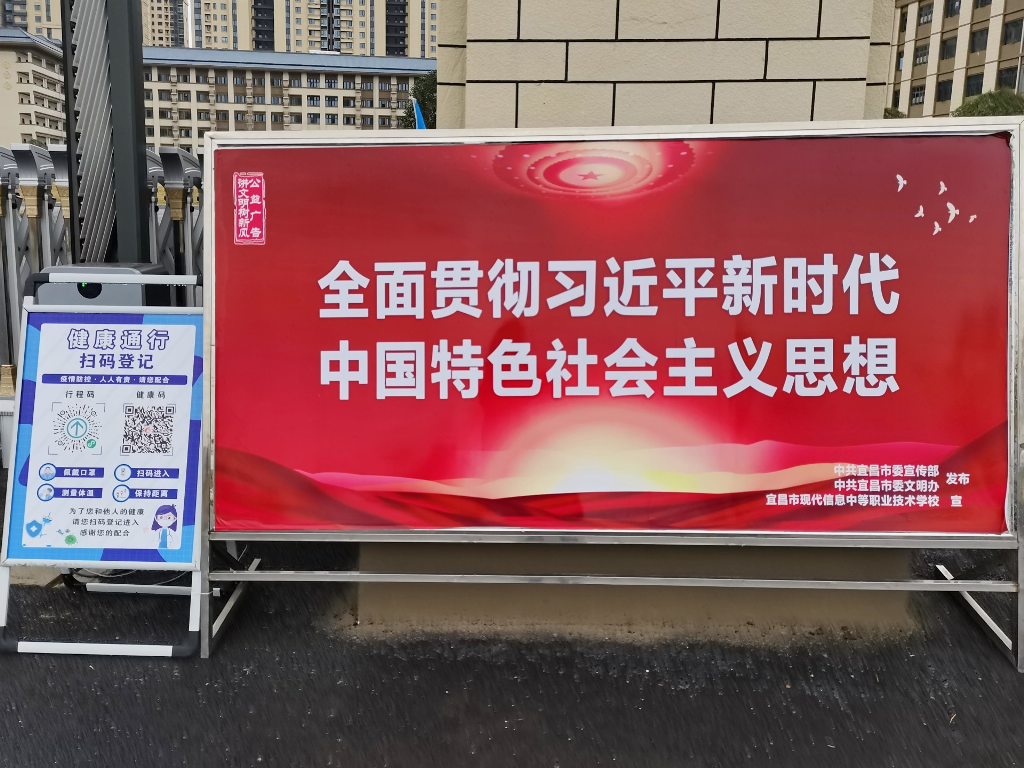 公益广告
讲文明树新风
全面贯彻习近平新时代
中国特色社会主义思想
中共宜昌市委宣传部
中共宜昌市委文明办
发布
宜昌市现代信息中等职业技术学校 宣
健康通行
扫码登记
疫情防控·人人有责·请您配合
行程码 健康码
佩戴口罩 扫码进入
测量体温 保持距离
为了您和他人的健康
请您扫码登记进入
感谢您的配合